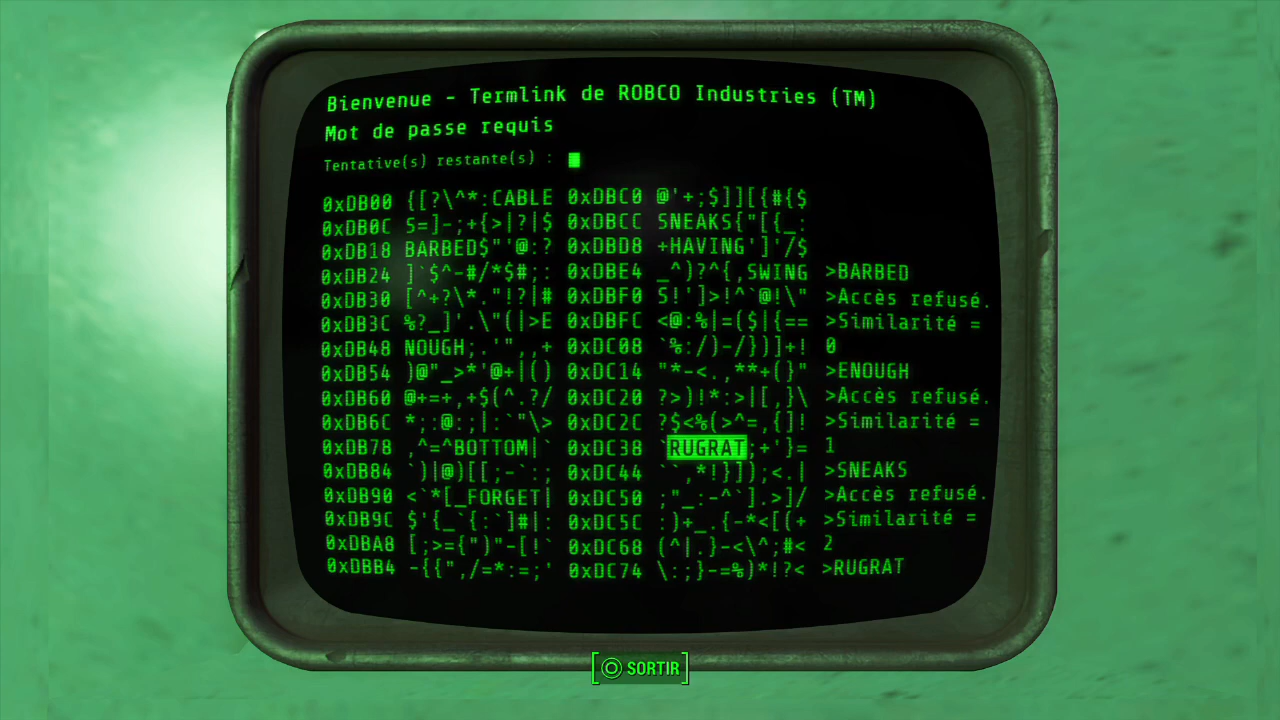 Bienvenue - Termlink de ROBCO Industries (TM)
Mot de passe requis
Tentative(s) restante(s) :
0xDB00 {[?\^*:CABLE
0xDB0C S=]-;+{>|?|$
0xDB18 BARBED$"'@:?
0xDB24 ]`$^-#/*$#;:
0xDB30 [^+?\*."!?|#
0xDB3C %?_]'.\"(|>E
0xDB48 NOUGH;.'",,+
0xDB54 )@"_>*'@+|()
0xDB60 @+=+,+$(^.?/
0xDB6C *;:@:;|:`"\>
0xDB78 ,^=^BOTTOM|`
0xDB84 `)|@)[[;-`:;
0xDB90 <`*[_FORGET|
0xDB9C $'{_`{:`]#|:
0xDBA8 [;>={")"-[!`
0xDBB4 -{{",/=*:=;'
0xDBC0 @'+;$]][{#{$
0xDBCC SNEAKS{"[{_:
0xDBD8 +HAVING']'/$
0xDBE4 _^)?^{,SWING
0xDBF0 S!']>!^`@!\"
0xDBFC <@:%|=($|{==
0xDC08 `%:/)-/})]+!
0xDC14 "*-<.,**+(}"
0xDC20 ?>)!*:>|[,}\
0xDC2C ?$<%(>^=,{]!
0xDC38 `RUGRAT;+'}=
0xDC44 ``,*!}]);<.|
0xDC50 ;"_:-^`].>]/
0xDC5C :)+_.{-*<[(+
0xDC68 (^|.}-<\^;#<
0xDC74 \:;}-=%)*!?<
>BARBED
>Accès refusé.
>Similarité =
0
>ENOUGH
>Accès refusé.
>Similarité =
1
>SNEAKS
>Accès refusé.
>Similarité =
2
>RUGRAT
SORTIR